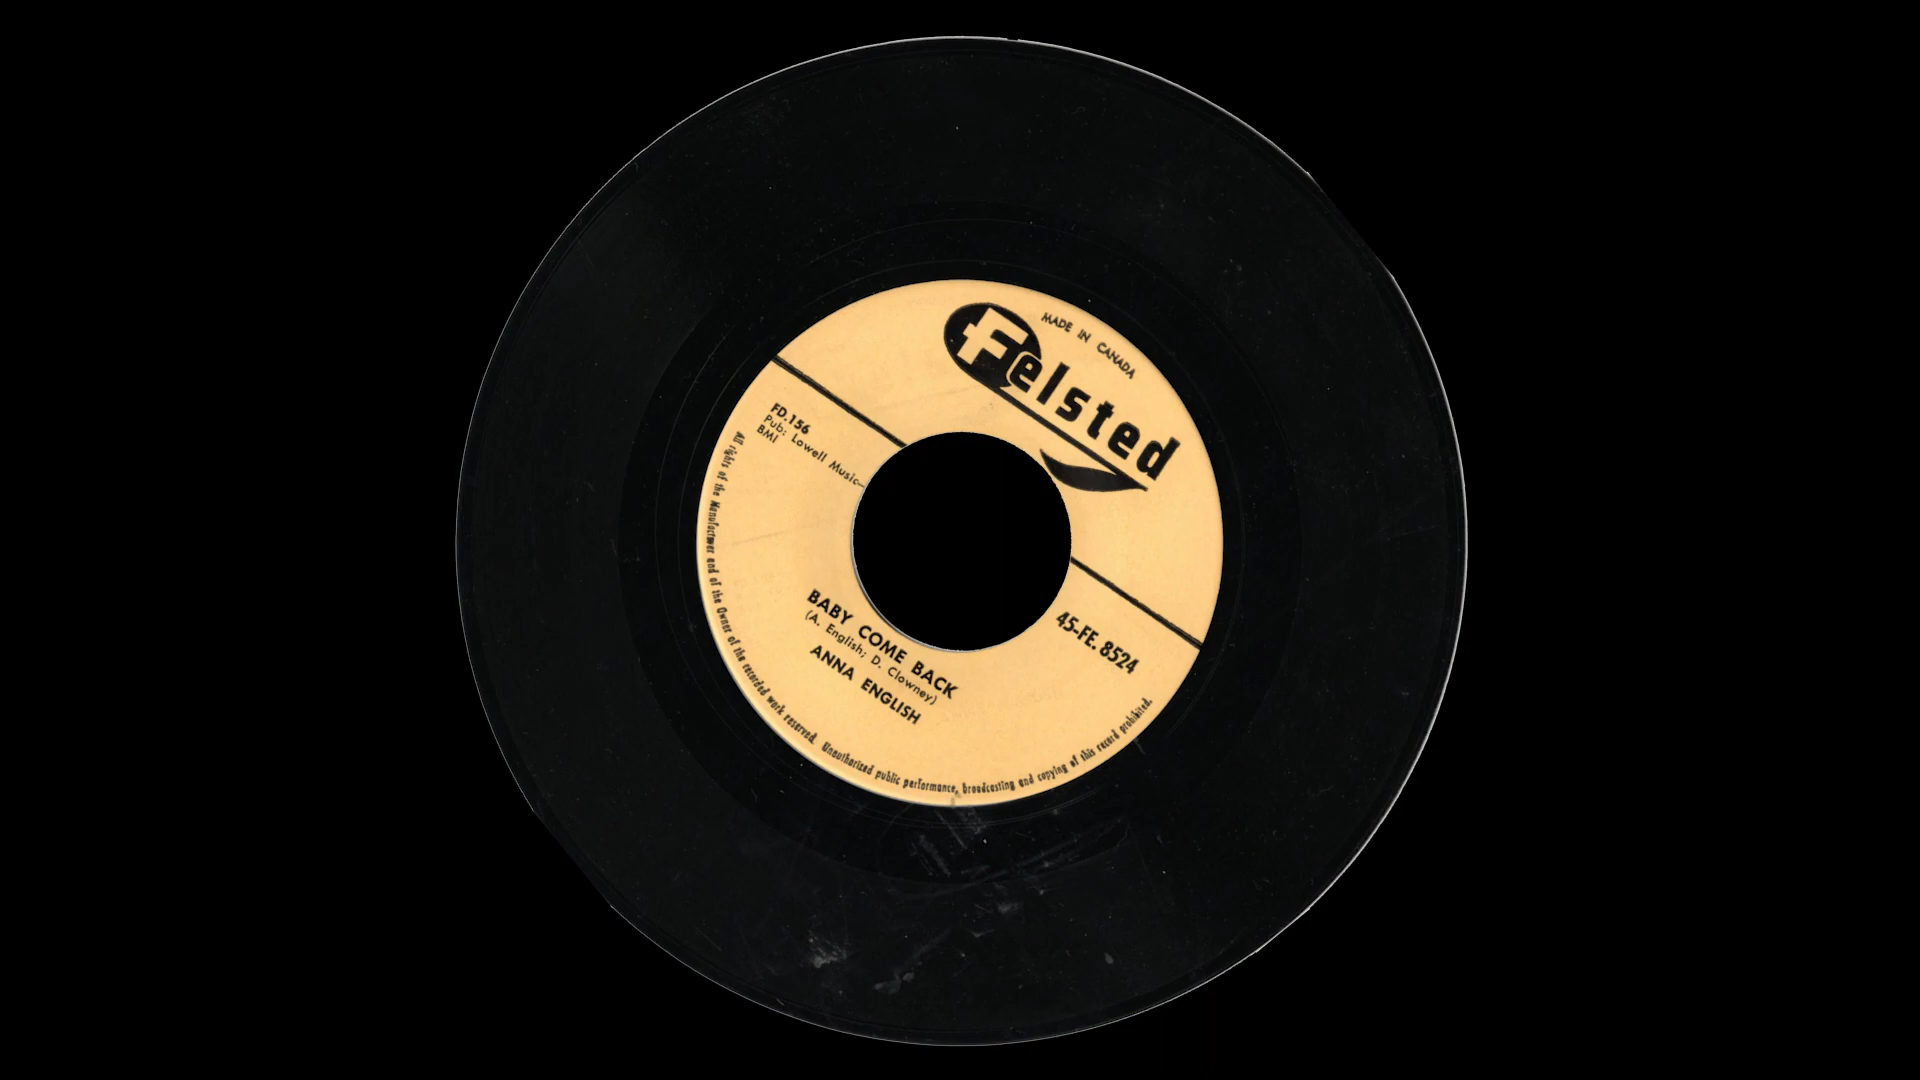 MADE IN CANADA
Felsted
FD.156
Pub: Lowell Music-
BMI
45-FE. 8524
BABY COME BACK
(A. English; D. Clowney)
ANNA ENGLISH
All rights of the Manufacturer and of the Owner of the recorded work reserved. Unauthorized public performance, broadcasting and copying of this record prohibited.